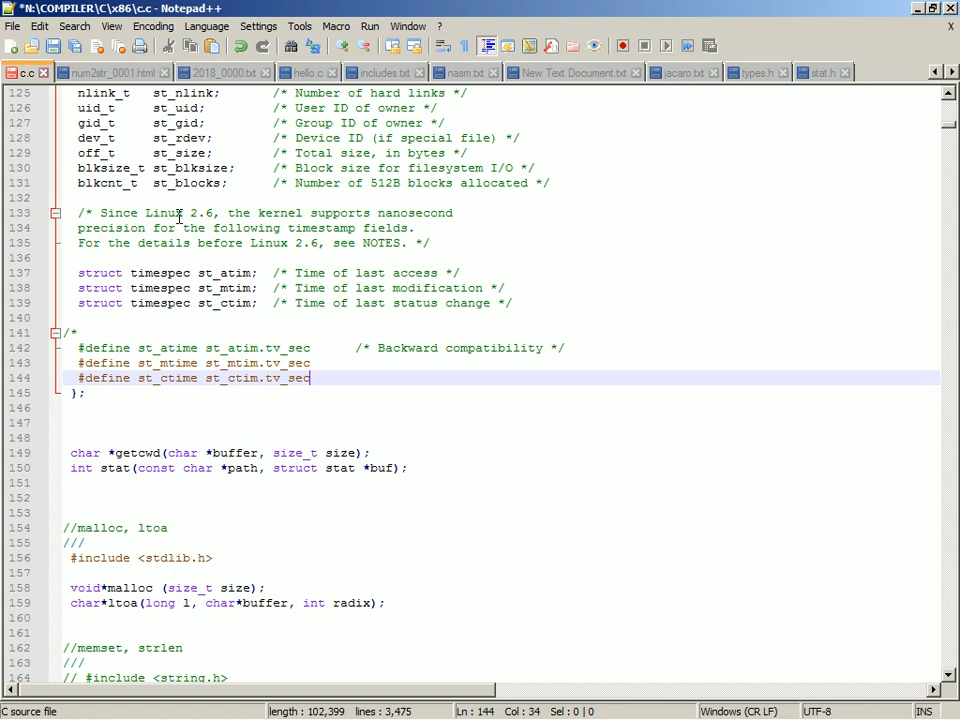 *N:\COMPILER\C\x86\c.c - Notepad++
File Edit Search View Encoding Language Settings Tools Macro Run Window ? X
c.c num2str_0001.html 2018_0000.txt hello.c includes.txt nasm.txt New Text Document.txt jacaro.txt types.h stat.h
125 nlink_t st_nlink; /* Number of hard links */
126 uid_t st_uid; /* User ID of owner */
127 gid_t st_gid; /* Group ID of owner */
128 dev_t st_rdev; /* Device ID (if special file) */
129 off_t st_size; /* Total size, in bytes */
130 blksize_t st_blksize; /* Block size for filesystem I/O */
131 blkcnt_t st_blocks; /* Number of 512B blocks allocated */
132
133 /* Since Linux 2.6, the kernel supports nanosecond
134 precision for the following timestamp fields.
135 For the details before Linux 2.6, see NOTES. */
136
137 struct timespec st_atim; /* Time of last access */
138 struct timespec st_mtim; /* Time of last modification */
139 struct timespec st_ctim; /* Time of last status change */
140
141 /*
142 #define st_atime st_atim.tv_sec /* Backward compatibility */
143 #define st_mtime st_mtim.tv_sec
144 #define st_ctime st_ctim.tv_sec
145 };
146
147
148
149 char *getcwd(char *buffer, size_t size);
150 int stat(const char *path, struct stat *buf);
151
152
153
154 //malloc, ltoa
155 ///
156 #include <stdlib.h>
157
158 void*malloc (size_t size);
159 char*ltoa(long l, char*buffer, int radix);
160
161
162 //memset, strlen
163 ///
164 // #include <string.h>
C source file length : 102,399 lines : 3,475 Ln : 144 Col : 34 Sel : 0 | 0 Windows (CR LF) UTF-8 INS